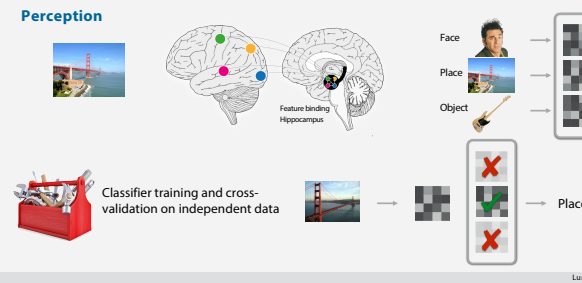 Perception
Face
Place
Object
Feature binding
Hippocampus
Classifier training and cross-
validation on independent data
Place